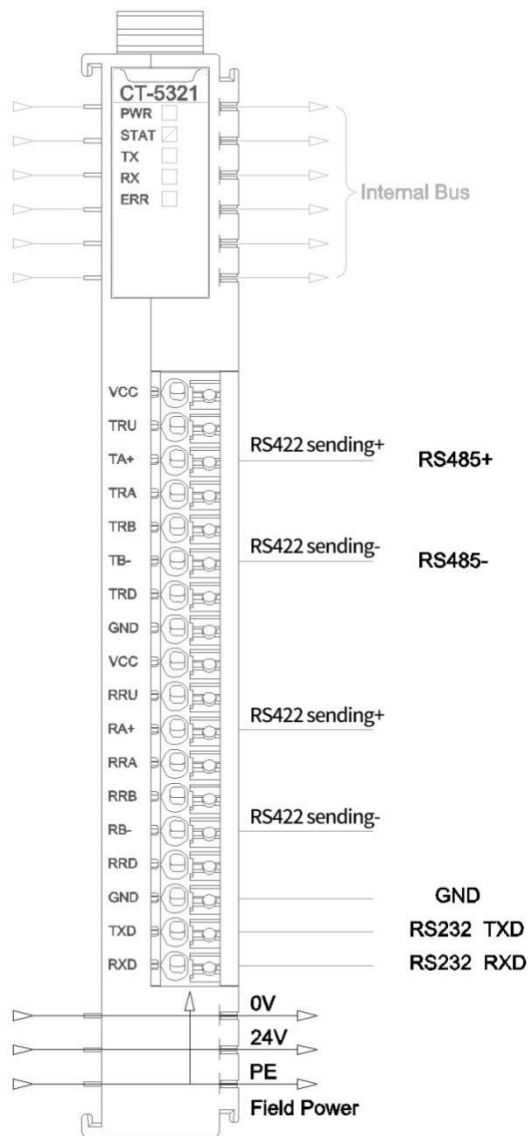 CT-5321
PWR
STAT
TX
RX
ERR
Internal Bus
VCC
TRU
RS422 sending+
TA+ RS485+
TRA
TRB
RS422 sending-
TB- RS485-
TRD
GND
VCC
RRU
RS422 sending+
RA+
RRA
RRB
RS422 sending-
RB-
RRD
GND GND
TXD RS232 TXD
RXD RS232 RXD
0V
24V
PE
Field Power